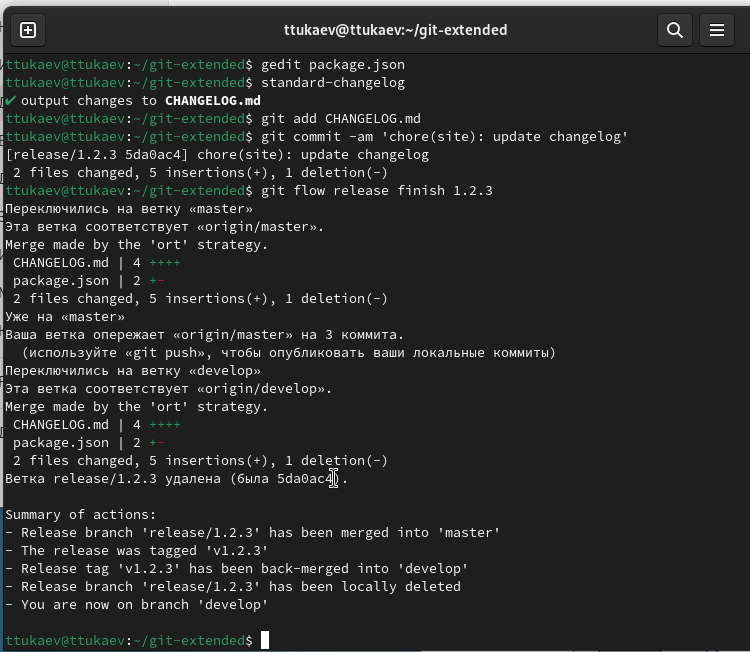 ttukaev@ttukaev:~/git-extended
ttukaev@ttukaev:~/git-extended$ gedit package.json
ttukaev@ttukaev:~/git-extended$ standard-changelog
✔ output changes to CHANGELOG.md
ttukaev@ttukaev:~/git-extended$ git add CHANGELOG.md
ttukaev@ttukaev:~/git-extended$ git commit -am 'chore(site): update changelog'
[release/1.2.3 5da0ac4] chore(site): update changelog
 2 files changed, 5 insertions(+), 1 deletion(-)
ttukaev@ttukaev:~/git-extended$ git flow release finish 1.2.3
Переключились на ветку «master»
Эта ветка соответствует «origin/master».
Merge made by the 'ort' strategy.
 CHANGELOG.md | 4 ++++
 package.json | 2 +-
 2 files changed, 5 insertions(+), 1 deletion(-)
Уже на «master»
Ваша ветка опережает «origin/master» на 3 коммита.
  (используйте «git push», чтобы опубликовать ваши локальные коммиты)
Переключились на ветку «develop»
Эта ветка соответствует «origin/develop».
Merge made by the 'ort' strategy.
 CHANGELOG.md | 4 ++++
 package.json | 2 +-
 2 files changed, 5 insertions(+), 1 deletion(-)
Ветка release/1.2.3 удалена (была 5da0ac4).
Summary of actions:
- Release branch 'release/1.2.3' has been merged into 'master'
- The release was tagged 'v1.2.3'
- Release tag 'v1.2.3' has been back-merged into 'develop'
- Release branch 'release/1.2.3' has been locally deleted
- You are now on branch 'develop'
ttukaev@ttukaev:~/git-extended$